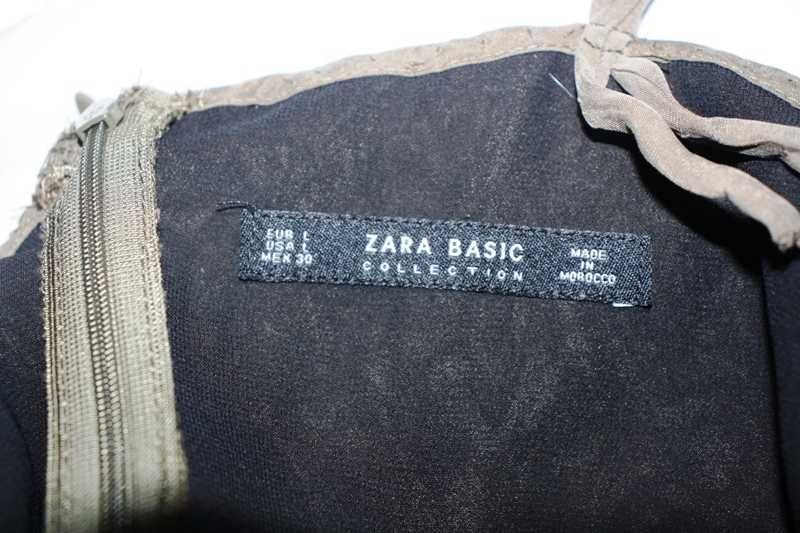 EUR L
USA L
MEX 30
ZARA BASIC
COLLECTION
MADE
IN
MOROCCO